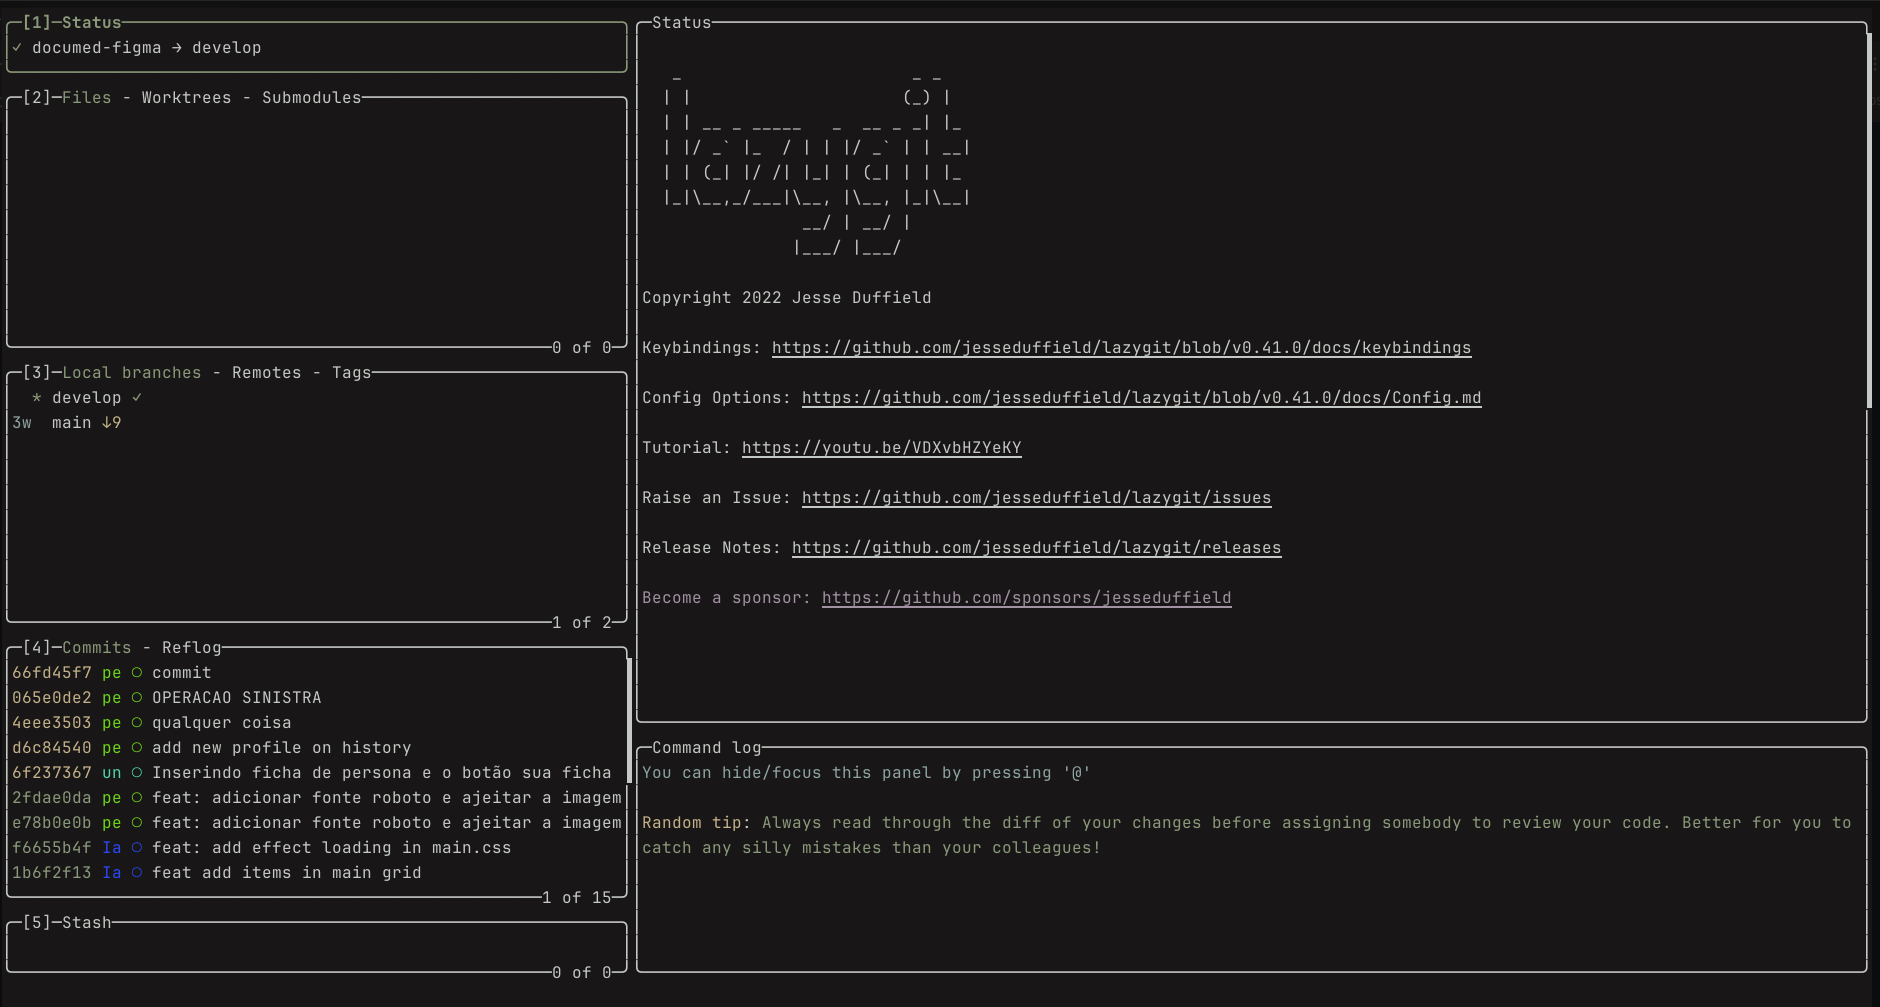 [1]─Status
✓ documed-figma → develop
[2]─Files - Worktrees - Submodules
0 of 0
[3]─Local branches - Remotes - Tags
* develop ✓
3w main ↓9
1 of 2
[4]─Commits - Reflog
66fd45f7 pe ○ commit
065e0de2 pe ○ OPERACAO SINISTRA
4eee3503 pe ○ qualquer coisa
d6c84540 pe ○ add new profile on history
6f237367 un ○ Inserindo ficha de persona e o botão sua ficha
2fdae0da pe ○ feat: adicionar fonte roboto e ajeitar a imagem
e78b0e0b pe ○ feat: adicionar fonte roboto e ajeitar a imagem
f6655b4f Ia ○ feat: add effect loading in main.css
1b6f2f13 Ia ○ feat add items in main grid
1 of 15
[5]─Stash
0 of 0
Status
lazygit
Copyright 2022 Jesse Duffield
Keybindings: https://github.com/jesseduffield/lazygit/blob/v0.41.0/docs/keybindings
Config Options: https://github.com/jesseduffield/lazygit/blob/v0.41.0/docs/Config.md
Tutorial: https://youtu.be/VDXvbHZYeKY
Raise an Issue: https://github.com/jesseduffield/lazygit/issues
Release Notes: https://github.com/jesseduffield/lazygit/releases
Become a sponsor: https://github.com/sponsors/jesseduffield
Command log
You can hide/focus this panel by pressing '@'
Random tip: Always read through the diff of your changes before assigning somebody to review your code. Better for you to
catch any silly mistakes than your colleagues!